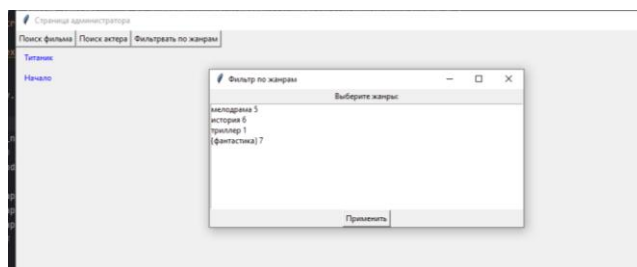 Страница администратора
Поиск фильма Поиск актера Фильтрвать по жанрам
Титаник
Начало
Фильтр по жанрам
Выберите жанры:
мелодрама 5
история 6
триллер 1
{фантастика} 7
Применить